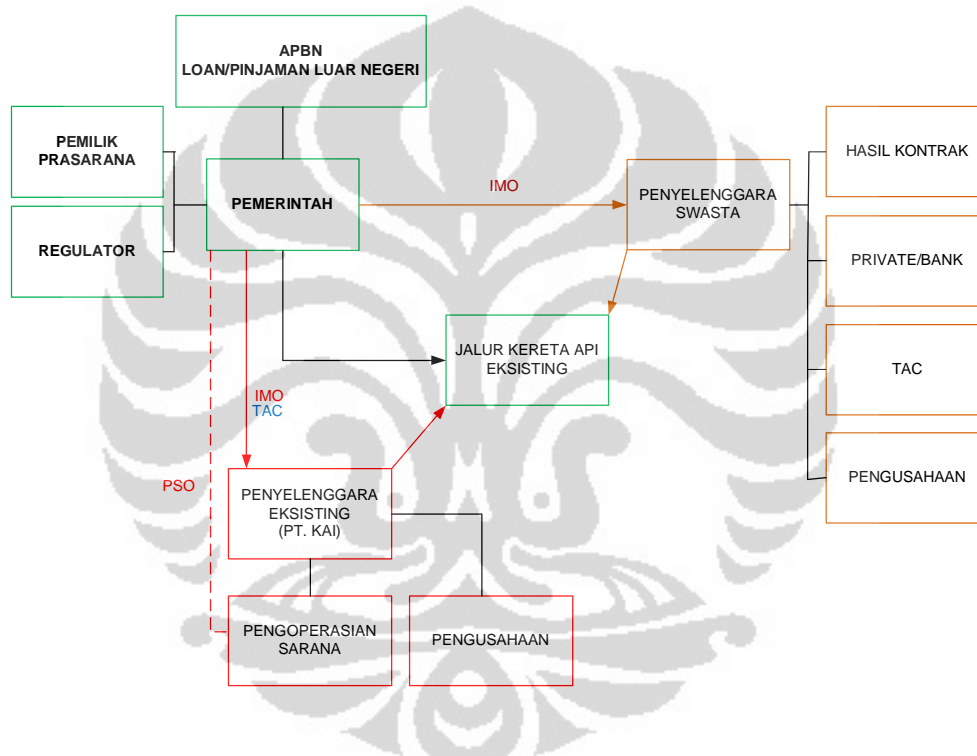 APBN
LOAN/PINJAMAN LUAR NEGERI
PEMILIK
PRASARANA
HASIL KONTRAK
IMO
PENYELENGGARA
SWASTA
PEMERINTAH
REGULATOR
PRIVATE/BANK
JALUR KERETA API
EKSISTING
TAC
IMO
TAC
PSO
PENYELENGGARA
EKSISTING
(PT. KAI)
PENGUSAHAAN
PENGOPERASIAN
SARANA
PENGUSAHAAN